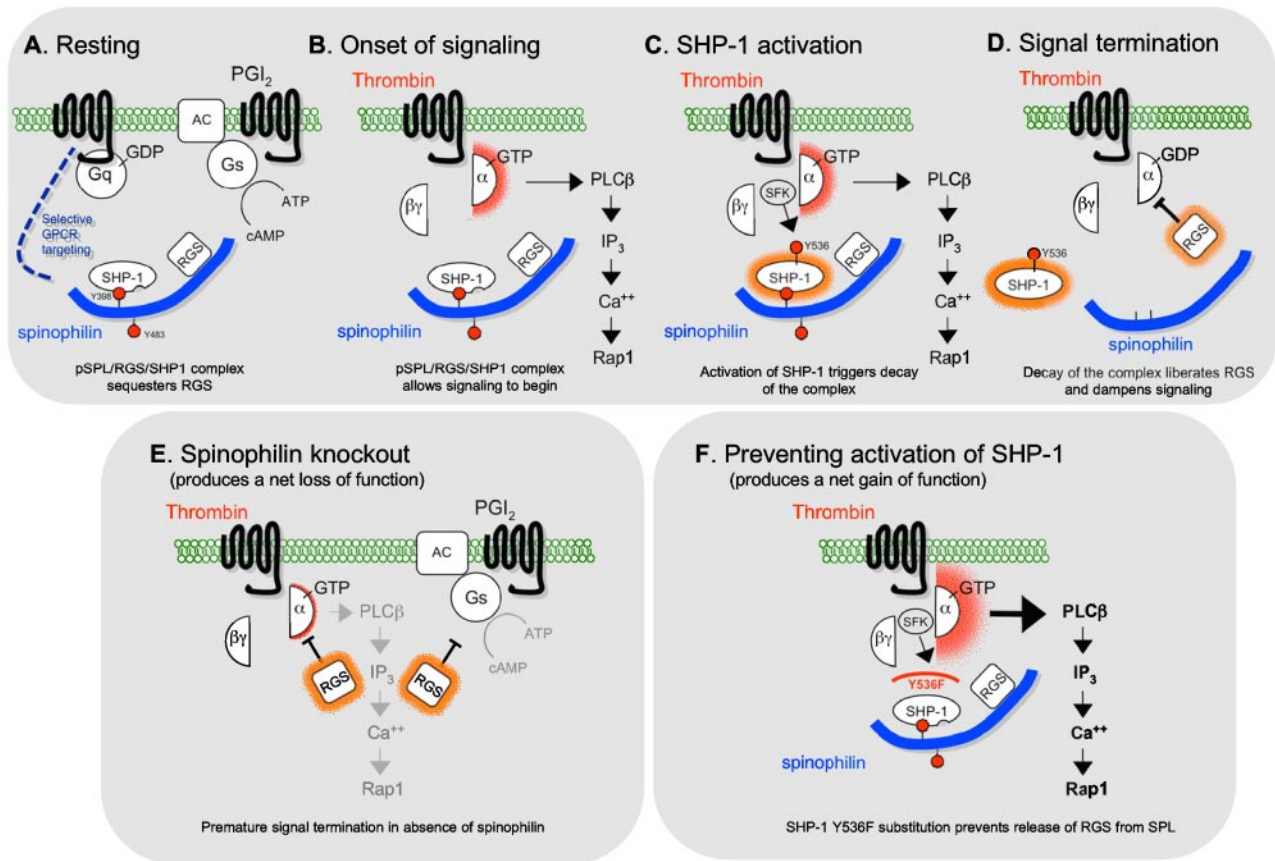 A. Resting
PGI2
AC
GDP
Gq
Gs
ATP
cAMP
Selective
GPCR
targeting
RGS
SHP-1
Y398
Y483
spinophilin
pSPL/RGS/SHP1 complex
sequesters RGS
B. Onset of signaling
Thrombin
GTP
α
βγ
PLCβ
IP3
Ca++
Rap1
RGS
SHP-1
spinophilin
pSPL/RGS/SHP1 complex
allows signaling to begin
C. SHP-1 activation
Thrombin
GTP
α
βγ
SFK
PLCβ
IP3
Ca++
Rap1
Y536
RGS
SHP-1
spinophilin
Activation of SHP-1 triggers decay
of the complex
D. Signal termination
Thrombin
GDP
α
βγ
RGS
Y536
SHP-1
spinophilin
Decay of the complex liberates RGS
and dampens signaling
E. Spinophilin knockout
(produces a net loss of function)
Thrombin
PGI2
AC
GTP
α
βγ
PLCβ
Gs
ATP
cAMP
RGS
IP3
RGS
Ca++
Rap1
Premature signal termination in absence of spinophilin
F. Preventing activation of SHP-1
(produces a net gain of function)
Thrombin
GTP
α
βγ
SFK
PLCβ
IP3
Ca++
Rap1
Y536F
RGS
SHP-1
spinophilin
SHP-1 Y536F substitution prevents release of RGS from SPL